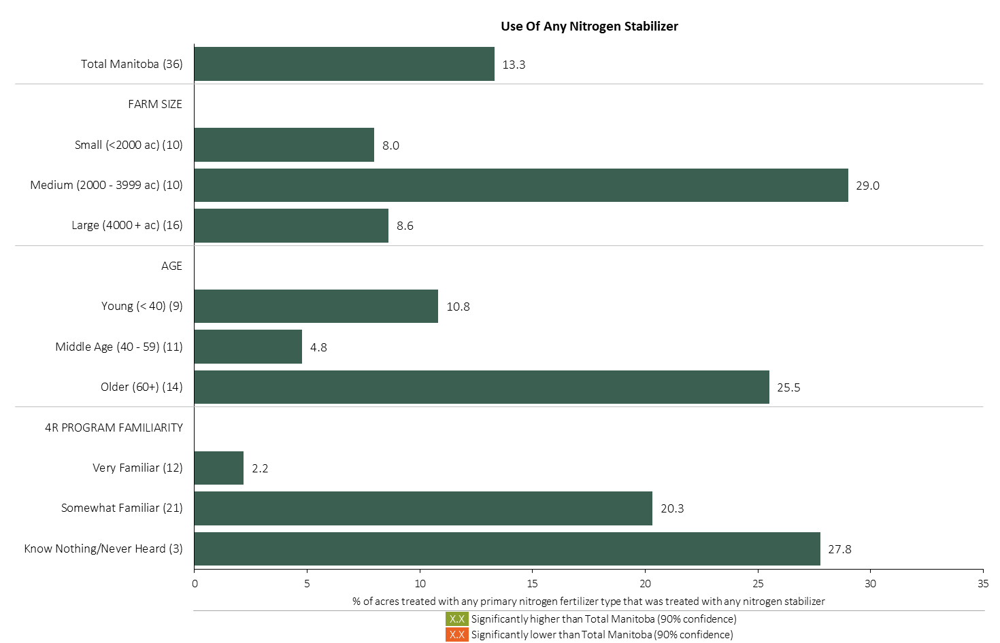 Use Of Any Nitrogen Stabilizer
Total Manitoba (36)
13.3
FARM SIZE
Small (<2000 ac) (10)
8.0
Medium (2000 - 3999 ac) (10)
29.0
Large (4000 + ac) (16)
8.6
AGE
Young (< 40) (9)
10.8
Middle Age (40 - 59) (11)
4.8
Older (60+) (14)
25.5
4R PROGRAM FAMILIARITY
Very Familiar (12)
2.2
Somewhat Familiar (21)
20.3
Know Nothing/Never Heard (3)
27.8
0 5 10 15 20 25 30 35
% of acres treated with any primary nitrogen fertilizer type that was treated with any nitrogen stabilizer
X.X Significantly higher than Total Manitoba (90% confidence)
X.X Significantly lower than Total Manitoba (90% confidence)